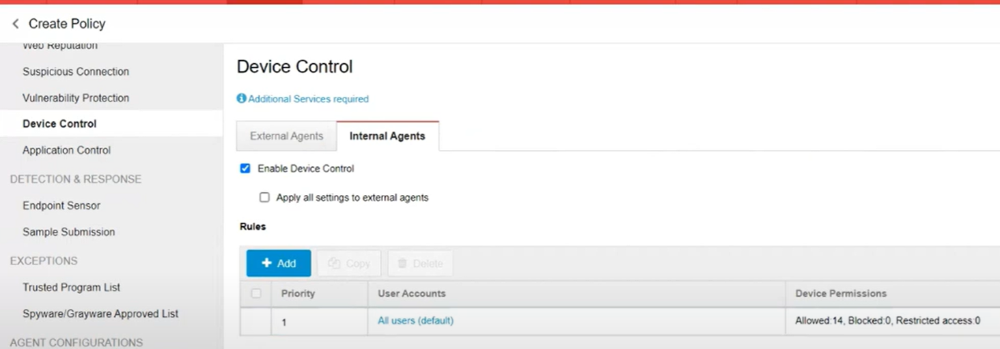 Create Policy
Web Reputation
Suspicious Connection
Vulnerability Protection
Device Control
Application Control
DETECTION & RESPONSE
Endpoint Sensor
Sample Submission
EXCEPTIONS
Trusted Program List
Spyware/Grayware Approved List
AGENT CONFIGURATIONS
Device Control
Additional Services required
External Agents Internal Agents
Enable Device Control
Apply all settings to external agents
Rules
+ Add Copy Delete
Priority User Accounts Device Permissions
1 All users (default) Allowed:14, Blocked:0, Restricted access:0